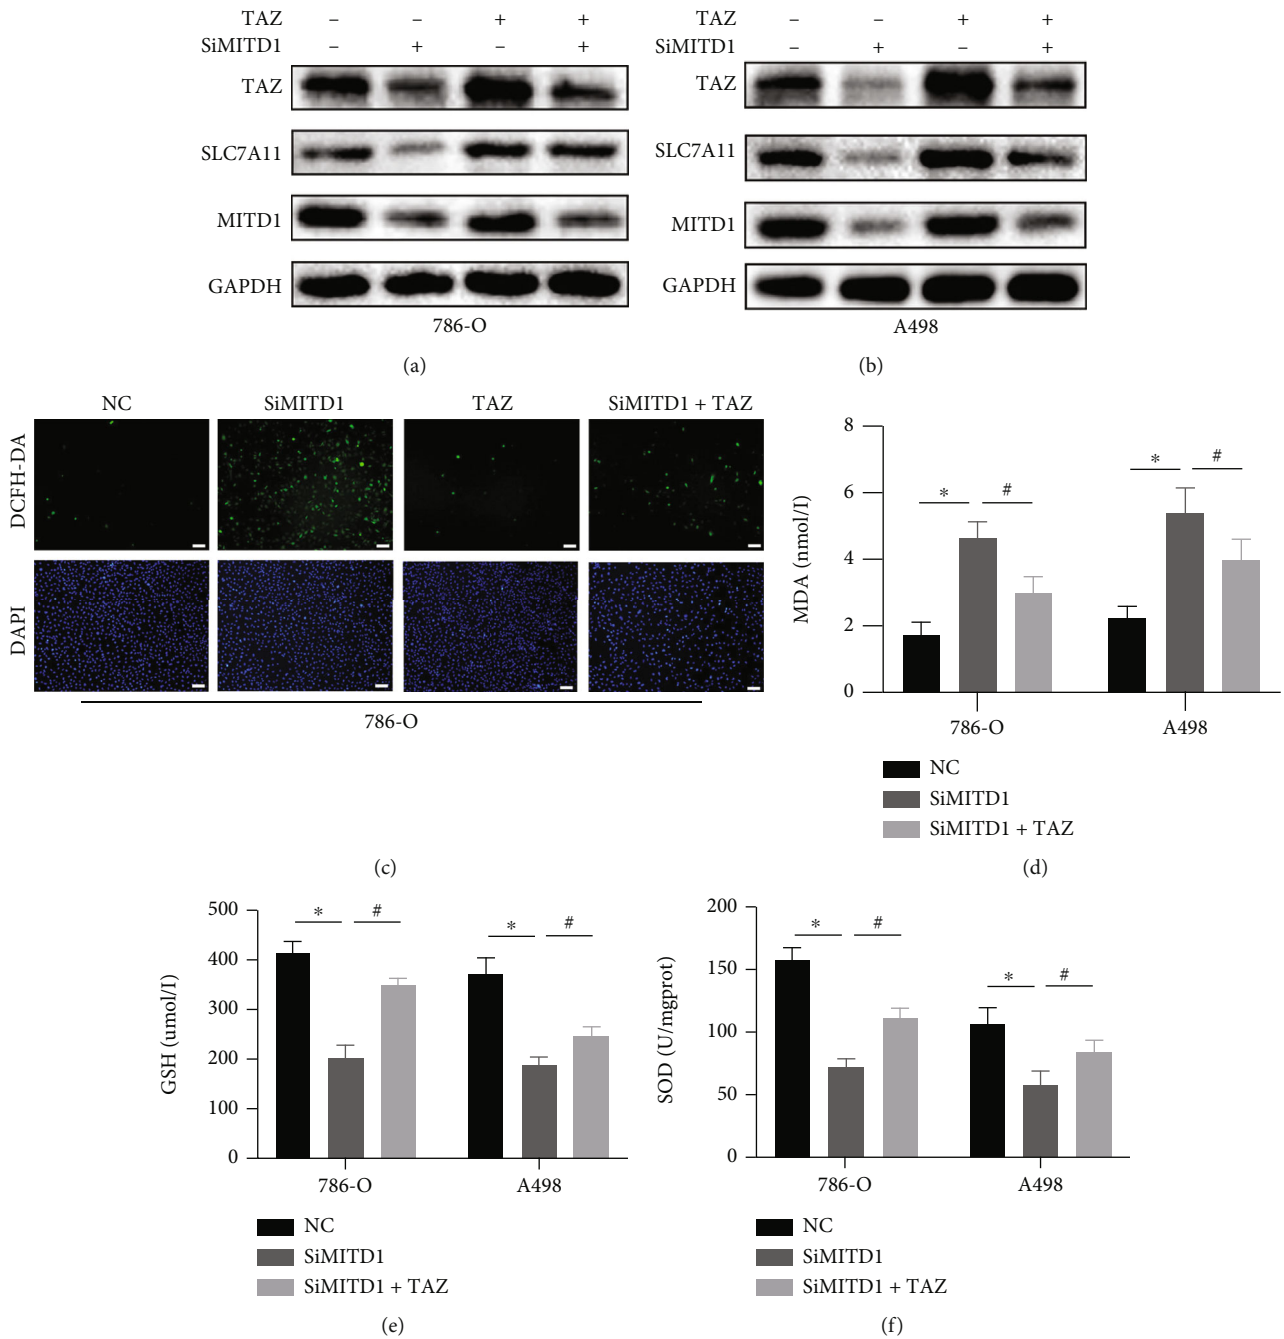 TAZ – – + +
SiMITD1 – + – +
TAZ
SLC7A11
MITD1
GAPDH
786-O
(a)
TAZ – – + +
SiMITD1 – + – +
TAZ
SLC7A11
MITD1
GAPDH
A498
(b)
NC SiMITD1 TAZ SiMITD1 + TAZ
DCFH-DA
DAPI
786-O
(c)
MDA (nmol/I)
8
6
4
2
0
* # * #
786-O A498
NC
SiMITD1
SiMITD1 + TAZ
(d)
GSH (umol/I)
500
400
300
200
100
0
* # * #
786-O A498
NC
SiMITD1
SiMITD1 + TAZ
(e)
SOD (U/mgprot)
200
150
100
50
0
* # * #
786-O A498
NC
SiMITD1
SiMITD1 + TAZ
(f)